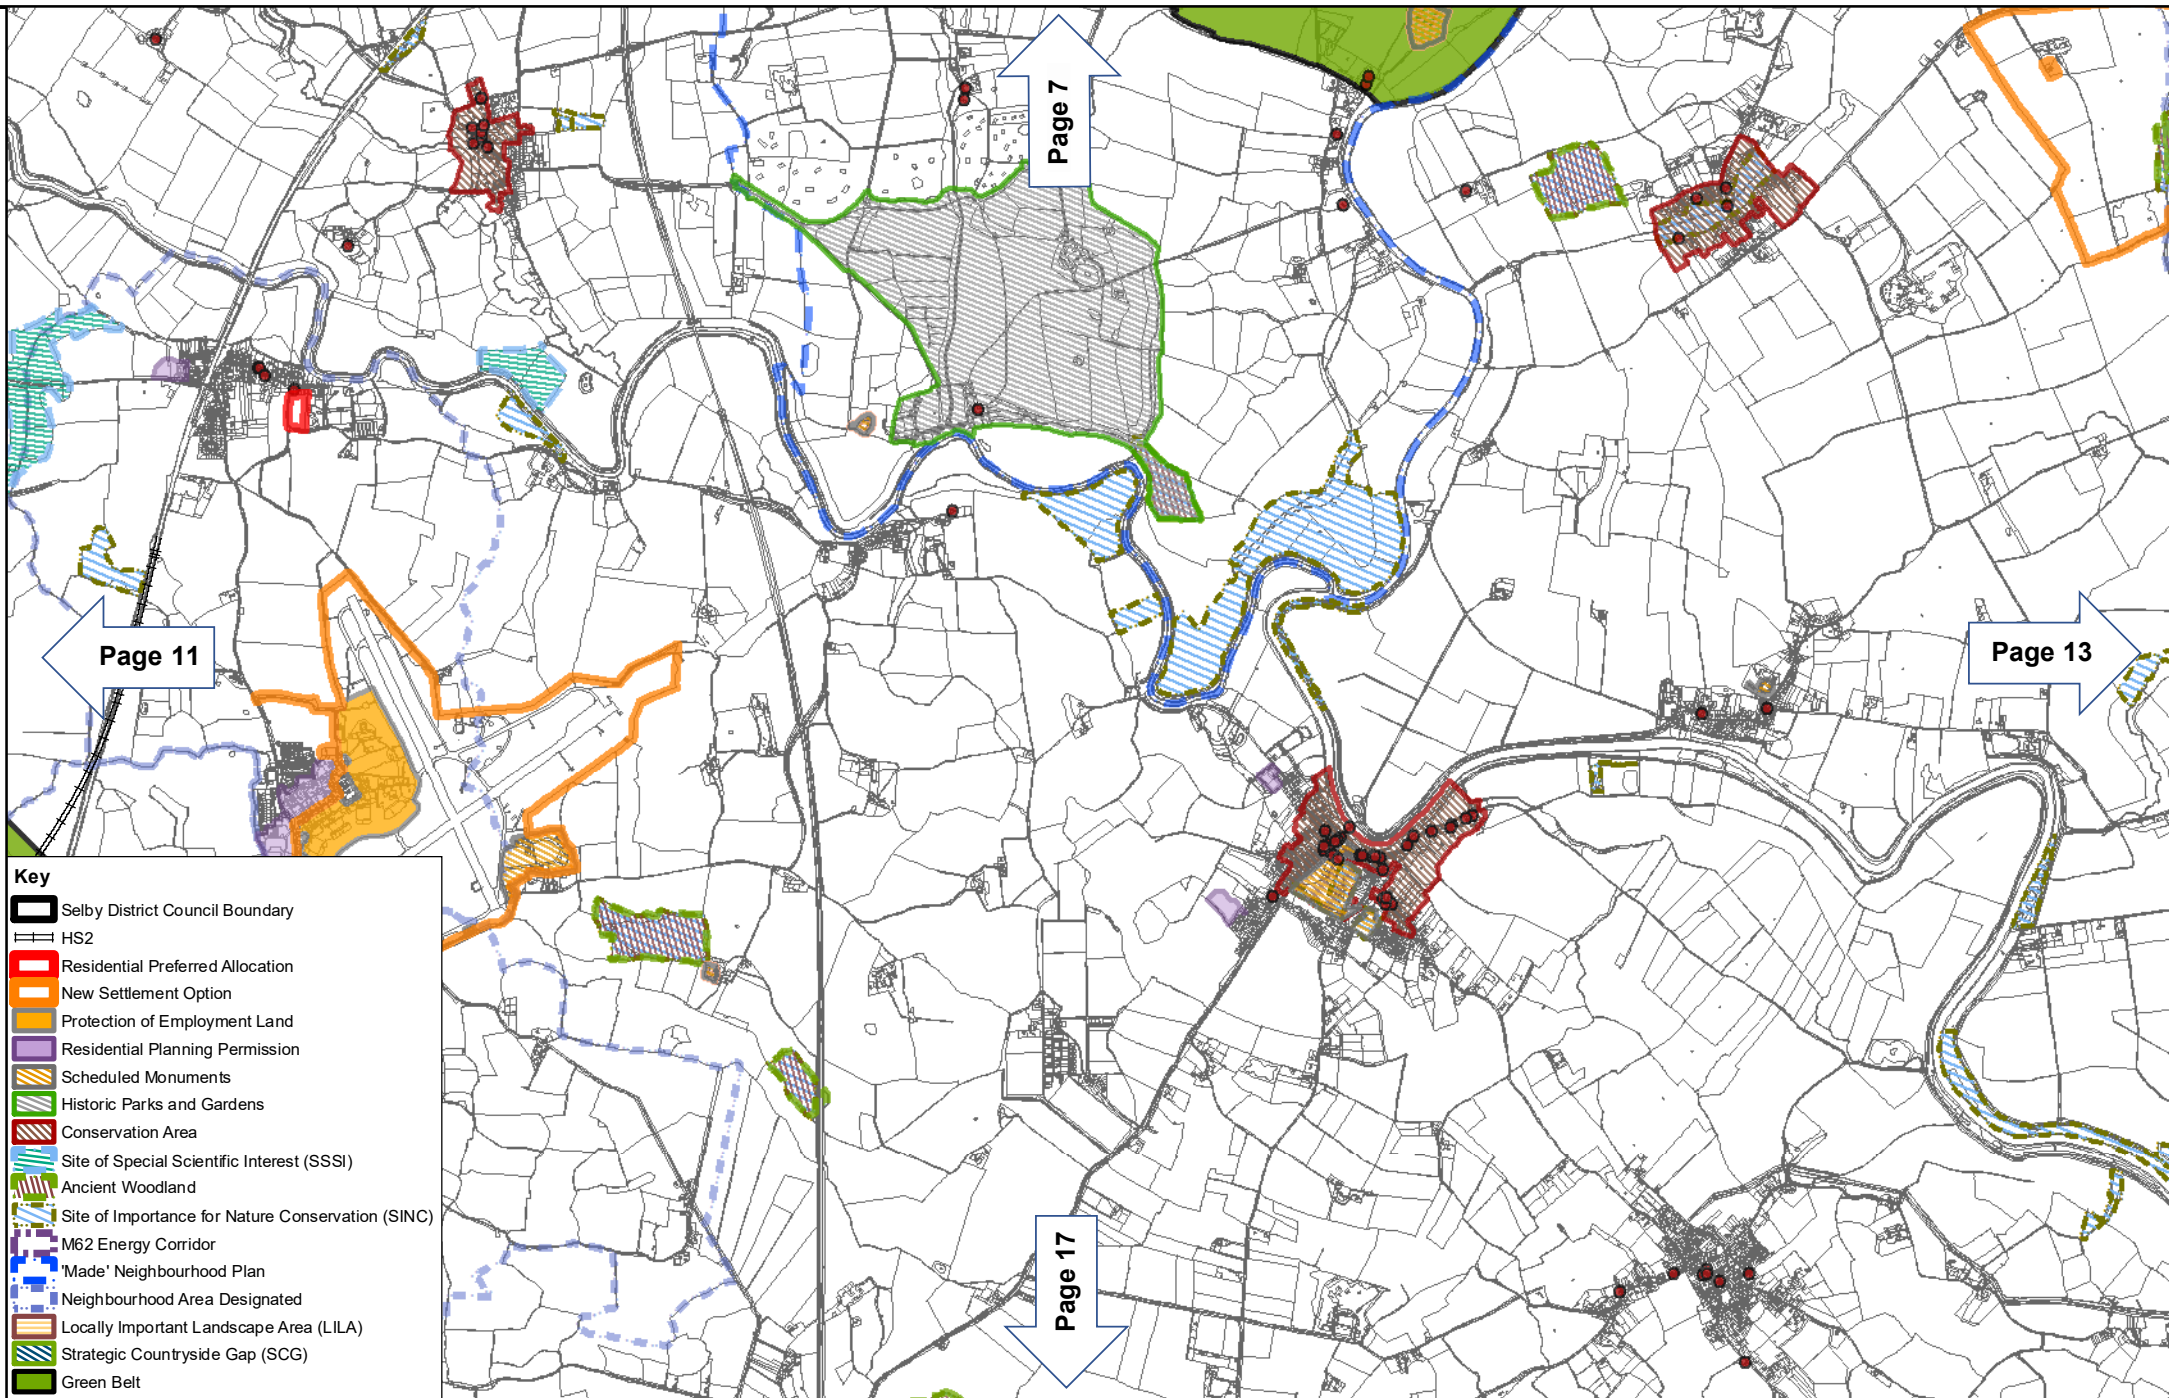 Page 7
Page 11
Page 13
Page 17
Key
Selby District Council Boundary
HS2
Residential Preferred Allocation
New Settlement Option
Protection of Employment Land
Residential Planning Permission
Scheduled Monuments
Historic Parks and Gardens
Conservation Area
Site of Special Scientific Interest (SSSI)
Ancient Woodland
Site of Importance for Nature Conservation (SINC)
M62 Energy Corridor
'Made' Neighbourhood Plan
Neighbourhood Area Designated
Locally Important Landscape Area (LILA)
Strategic Countryside Gap (SCG)
Green Belt